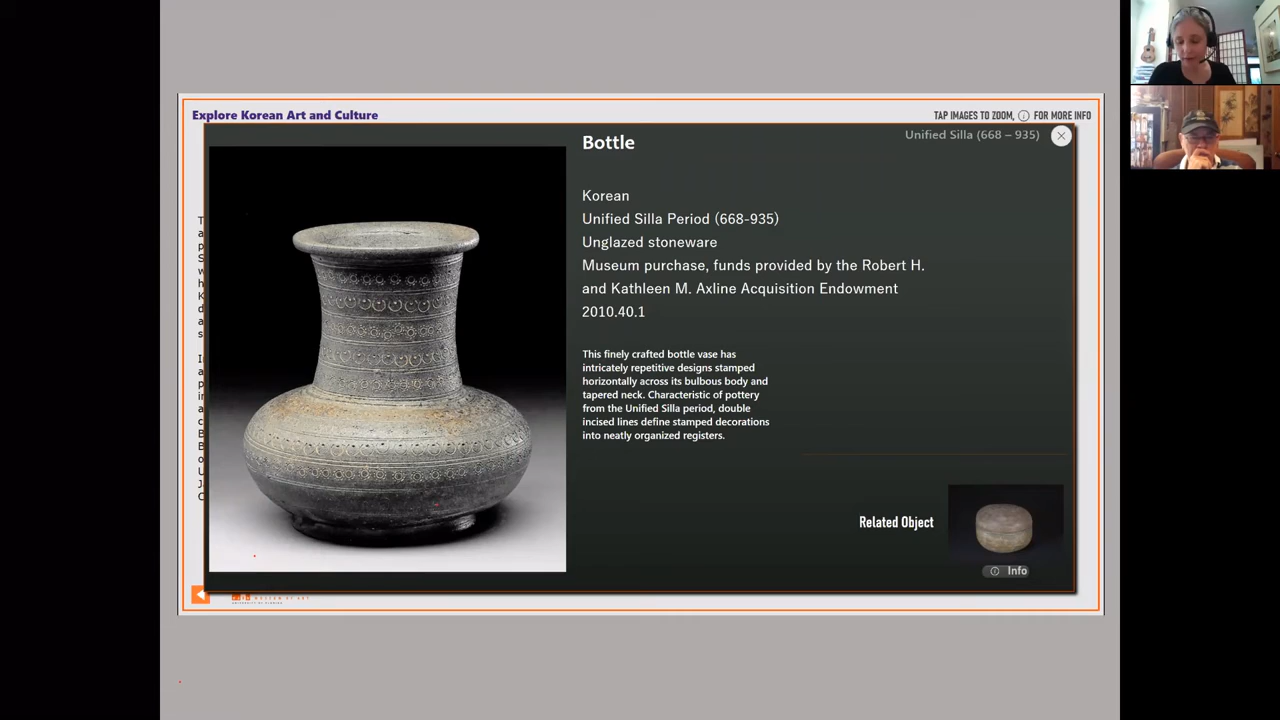 Explore Korean Art and Culture
TAP IMAGES TO ZOOM, i FOR MORE INFO
Bottle
Unified Silla (668 – 935)
Korean
Unified Silla Period (668-935)
Unglazed stoneware
Museum purchase, funds provided by the Robert H.
and Kathleen M. Axline Acquisition Endowment
2010.40.1
This finely crafted bottle vase has
intricately repetitive designs stamped
horizontally across its bulbous body and
tapered neck. Characteristic of pottery
from the Unified Silla period, double
incised lines define stamped decorations
into neatly organized registers.
Related Object
i Info